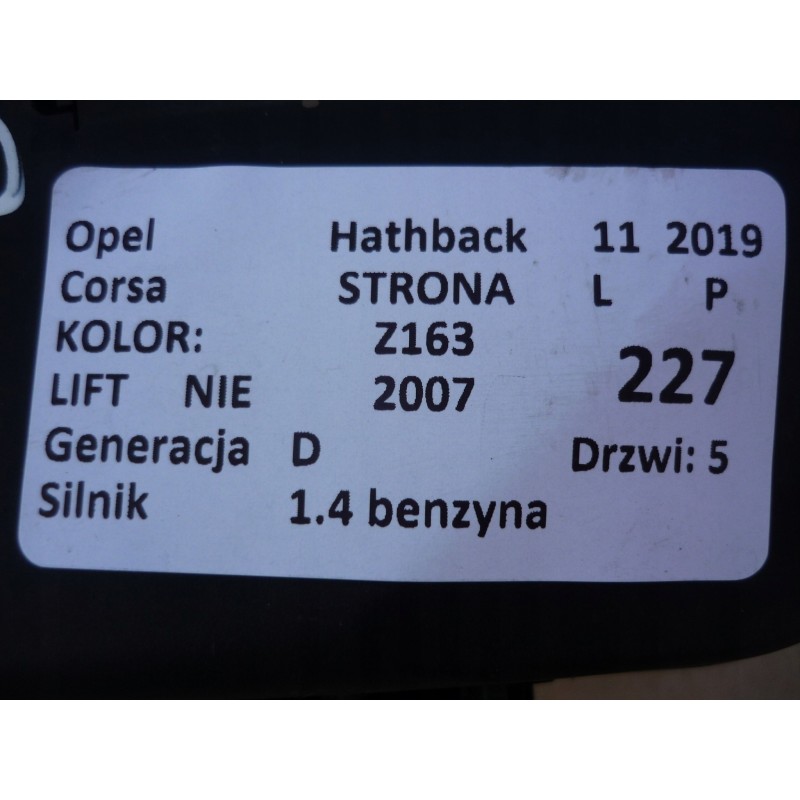 Opel Hathback 11 2019
Corsa STRONA L P
KOLOR: Z163
LIFT NIE 2007 227
Generacja D Drzwi: 5
Silnik 1.4 benzyna